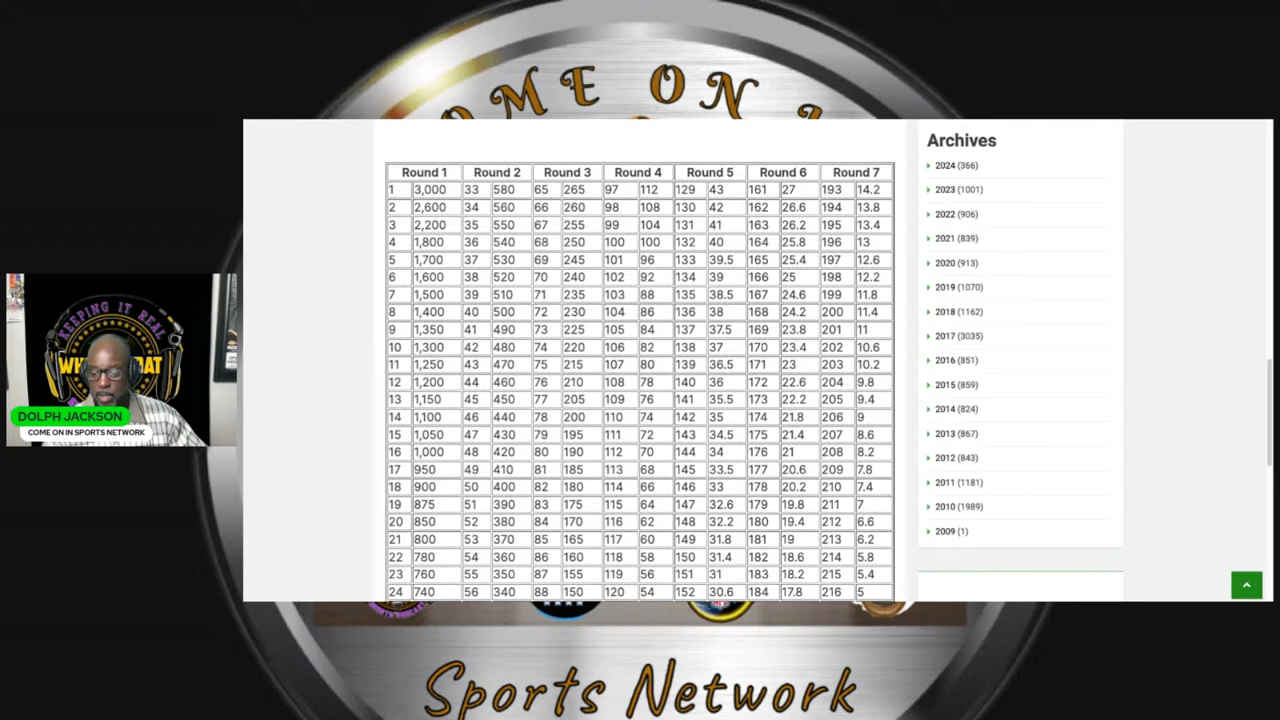 OME ON I
Archives
2024 (366)
2023 (1001)
2022 (906)
2021 (839)
2020 (913)
2019 (1070)
2018 (1162)
2017 (3035)
2016 (851)
2015 (859)
2014 (824)
2013 (867)
2012 (843)
2011 (1181)
2010 (1989)
2009 (1)
Round 1 Round 2 Round 3 Round 4 Round 5 Round 6 Round 7
1 3,000 33 580 65 265 97 112 129 43 161 27 193 14.2
2 2,600 34 560 66 260 98 108 130 42 162 26.6 194 13.8
3 2,200 35 550 67 255 99 104 131 41 163 26.2 195 13.4
4 1,800 36 540 68 250 100 100 132 40 164 25.8 196 13
5 1,700 37 530 69 245 101 96 133 39.5 165 25.4 197 12.6
6 1,600 38 520 70 240 102 92 134 39 166 25 198 12.2
7 1,500 39 510 71 235 103 88 135 38.5 167 24.6 199 11.8
8 1,400 40 500 72 230 104 86 136 38 168 24.2 200 11.4
9 1,350 41 490 73 225 105 84 137 37.5 169 23.8 201 11
10 1,300 42 480 74 220 106 82 138 37 170 23.4 202 10.6
11 1,250 43 470 75 215 107 80 139 36.5 171 23 203 10.2
12 1,200 44 460 76 210 108 78 140 36 172 22.6 204 9.8
13 1,150 45 450 77 205 109 76 141 35.5 173 22.2 205 9.4
14 1,100 46 440 78 200 110 74 142 35 174 21.8 206 9
15 1,050 47 430 79 195 111 72 143 34.5 175 21.4 207 8.6
16 1,000 48 420 80 190 112 70 144 34 176 21 208 8.2
17 950 49 410 81 185 113 68 145 33.5 177 20.6 209 7.8
18 900 50 400 82 180 114 66 146 33 178 20.2 210 7.4
19 875 51 390 83 175 115 64 147 32.6 179 19.8 211 7
20 850 52 380 84 170 116 62 148 32.2 180 19.4 212 6.6
21 800 53 370 85 165 117 60 149 31.8 181 19 213 6.2
22 780 54 360 86 160 118 58 150 31.4 182 18.6 214 5.8
23 760 55 350 87 155 119 56 151 31 183 18.2 215 5.4
24 740 56 340 88 150 120 54 152 30.6 184 17.8 216 5
KEEPING IT REAL
DOLPH JACKSON
COME ON IN SPORTS NETWORK
Sports Network